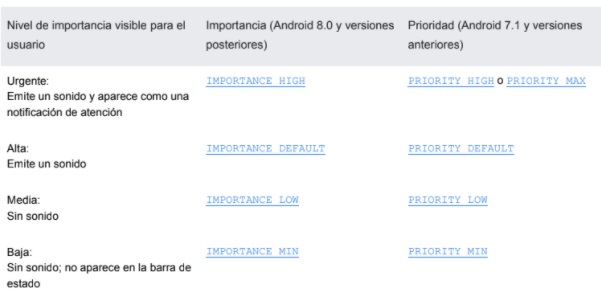 Nivel de importancia visible para el usuario
Importancia (Android 8.0 y versiones posteriores)
Prioridad (Android 7.1 y versiones anteriores)
Urgente:
Emite un sonido y aparece como una notificación de atención
IMPORTANCE_HIGH
PRIORITY_HIGH o PRIORITY_MAX
Alta:
Emite un sonido
IMPORTANCE_DEFAULT
PRIORITY_DEFAULT
Media:
Sin sonido
IMPORTANCE_LOW
PRIORITY_LOW
Baja:
Sin sonido; no aparece en la barra de estado
IMPORTANCE_MIN
PRIORITY_MIN